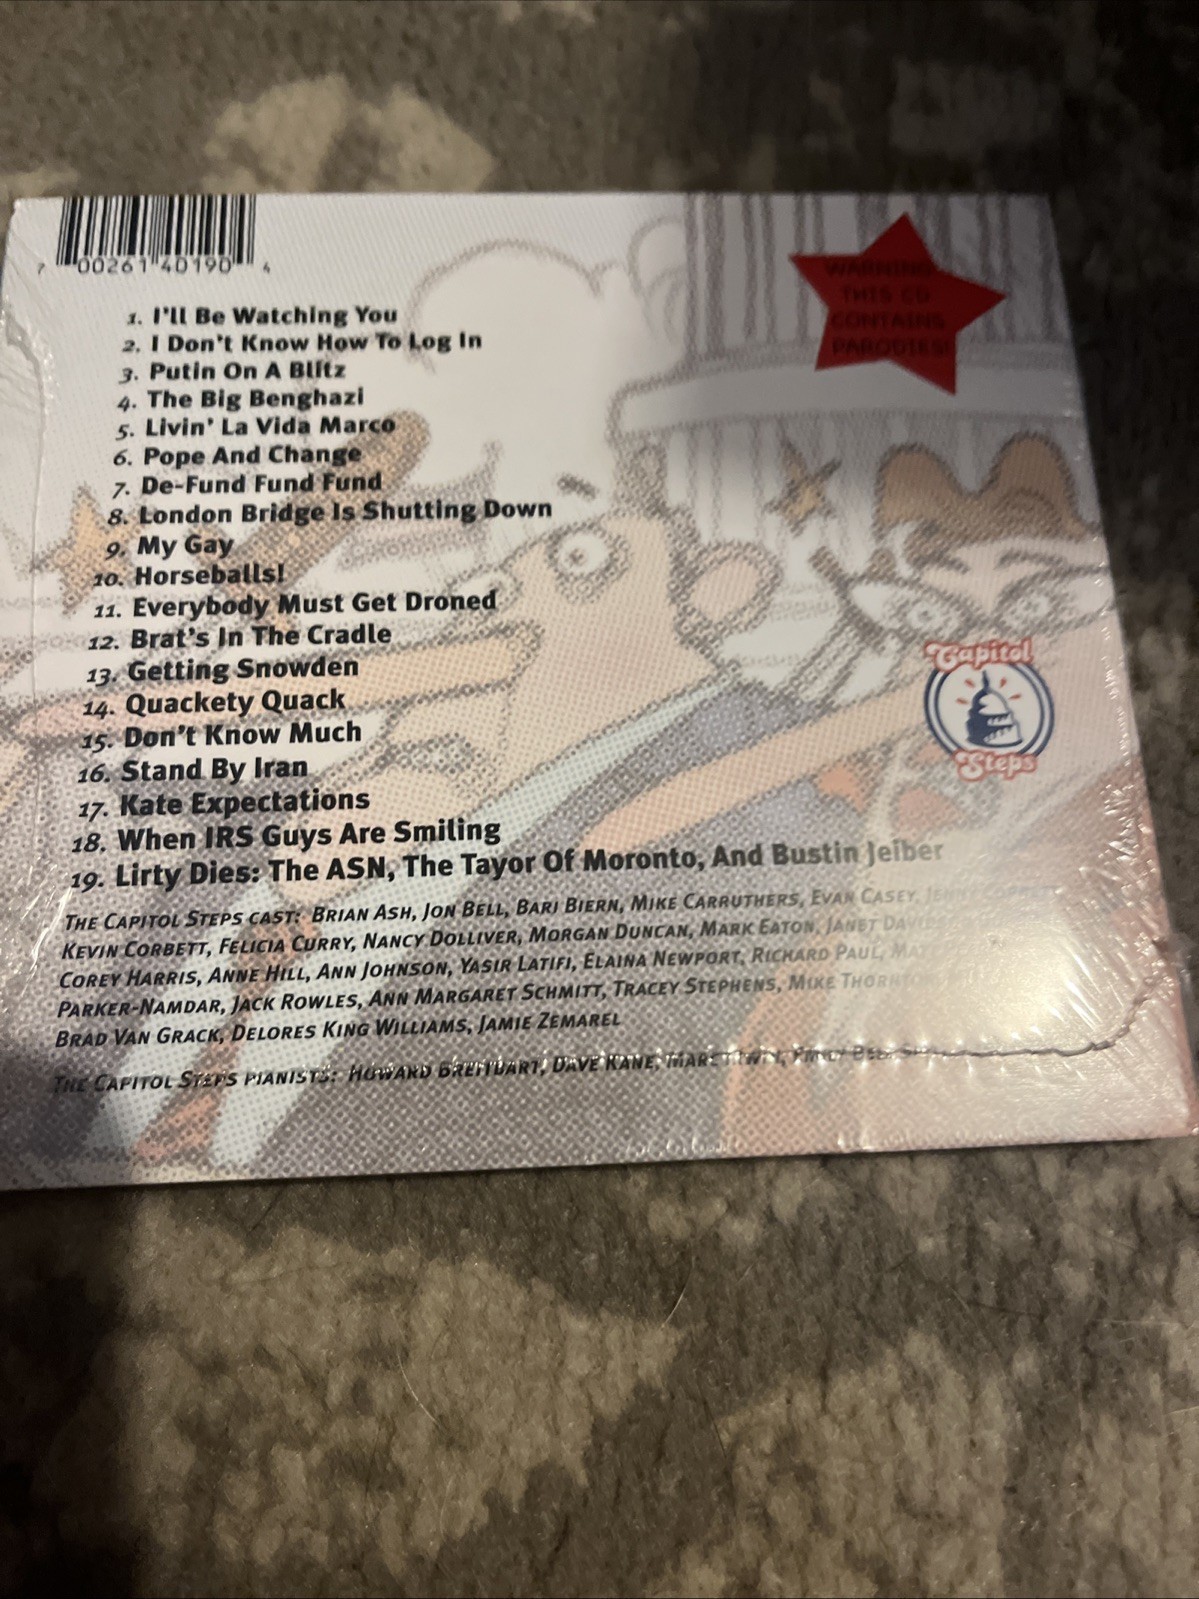 7 00261 40190 4
WARNING:
THIS CD
CONTAINS
PARODIES!
1. I'll Be Watching You
2. I Don't Know How To Log In
3. Putin On A Blitz
4. The Big Benghazi
5. Livin' La Vida Marco
6. Pope And Change
7. De-Fund Fund Fund
8. London Bridge Is Shutting Down
9. My Gay
10. Horseballs!
11. Everybody Must Get Droned
12. Brat's In The Cradle
13. Getting Snowden
14. Quackety Quack
15. Don't Know Much
16. Stand By Iran
17. Kate Expectations
18. When IRS Guys Are Smiling
19. Lirty Dies: The ASN, The Tayor Of Moronto, And Bustin Jeiber
Capitol
Steps
THE CAPITOL STEPS CAST: BRIAN ASH, JON BELL, BARI BIERN, MIKE CARRUTHERS, EVAN CASEY,
KEVIN CORBETT, FELICIA CURRY, NANCY DOLLIVER, MORGAN DUNCAN, MARK EATON, JANET
COREY HARRIS, ANNE HILL, ANN JOHNSON, YASIR LATIFI, ELAINA NEWPORT, RICHARD PAUL,
PARKER-NAMDAR, JACK ROWLES, ANN MARGARET SCHMITT, TRACEY STEPHENS, MIKE
BRAD VAN GRACK, DELORES KING WILLIAMS, JAMIE ZEMAREL
THE CAPITOL STEPS PIANISTS: HOWARD BREITBART, DAVE KANE,